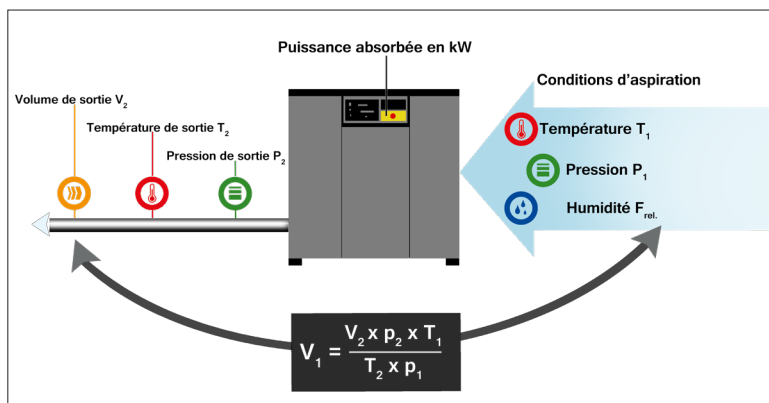 Puissance absorbée en kW
Conditions d’aspiration
Volume de sortie V2
Température de sortie T2
Pression de sortie P2
Température T1
Pression P1
Humidité Frel.
V1 = V2 x p2 x T1
T2 x p1